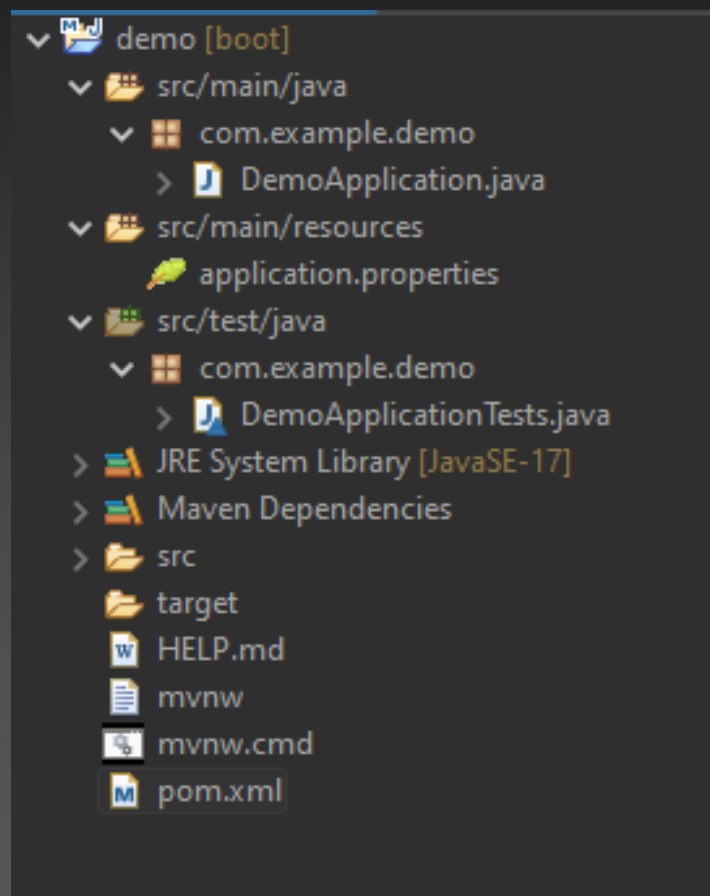 demo [boot]
src/main/java
com.example.demo
DemoApplication.java
src/main/resources
application.properties
src/test/java
com.example.demo
DemoApplicationTests.java
JRE System Library [JavaSE-17]
Maven Dependencies
src
target
HELP.md
mvnw
mvnw.cmd
pom.xml